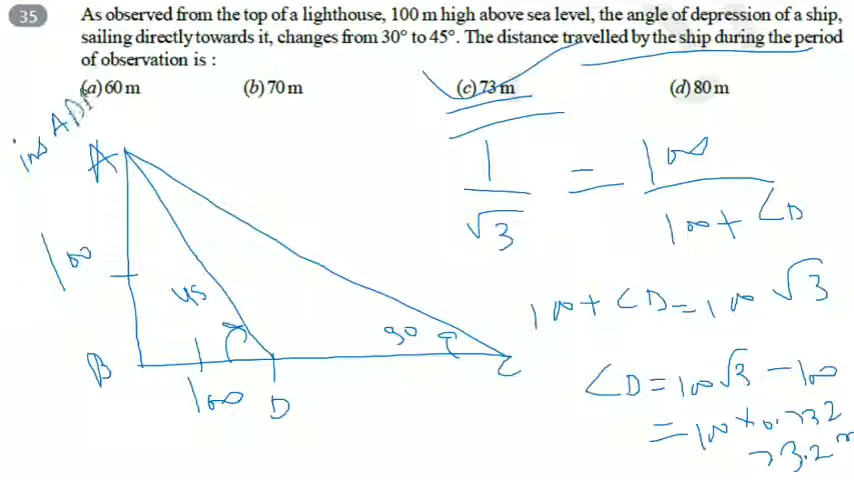 35 As observed from the top of a lighthouse, 100 m high above sea level, the angle of depression of a ship,
sailing directly towards it, changes from 30° to 45°. The distance travelled by the ship during the period
of observation is :
(a) 60 m (b) 70 m (c) 73 m (d) 80 m
A
1/√3 = 100/100 + CD
100
45
30
100 + CD = 100 √3
B
100
D
C
CD = 100√3 - 100
= 100 × 0.732
73.2 m